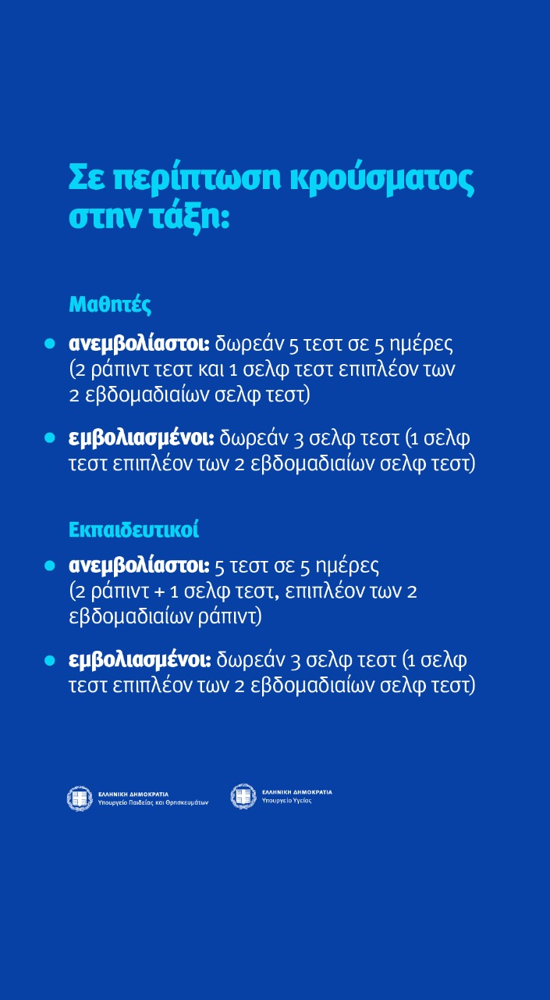 Σε περίπτωση κρούσματος
στην τάξη:
Μαθητές
ανεμβολίαστοι: δωρεάν 5 τεστ σε 5 ημέρες
(2 ράπιντ τεστ και 1 σελφ τεστ επιπλέον των
2 εβδομαδιαίων σελφ τεστ)
εμβολιασμένοι: δωρεάν 3 σελφ τεστ (1 σελφ
τεστ επιπλέον των 2 εβδομαδιαίων σελφ τεστ)
Εκπαιδευτικοί
ανεμβολίαστοι: 5 τεστ σε 5 ημέρες
(2 ράπιντ + 1 σελφ τεστ, επιπλέον των 2
εβδομαδιαίων ράπιντ)
εμβολιασμένοι: δωρεάν 3 σελφ τεστ (1 σελφ
τεστ επιπλέον των 2 εβδομαδιαίων σελφ τεστ)
ΕΛΛΗΝΙΚΗ ΔΗΜΟΚΡΑΤΙΑ
Υπουργείο Παιδείας και Θρησκευμάτων
ΕΛΛΗΝΙΚΗ ΔΗΜΟΚΡΑΤΙΑ
Υπουργείο Υγείας